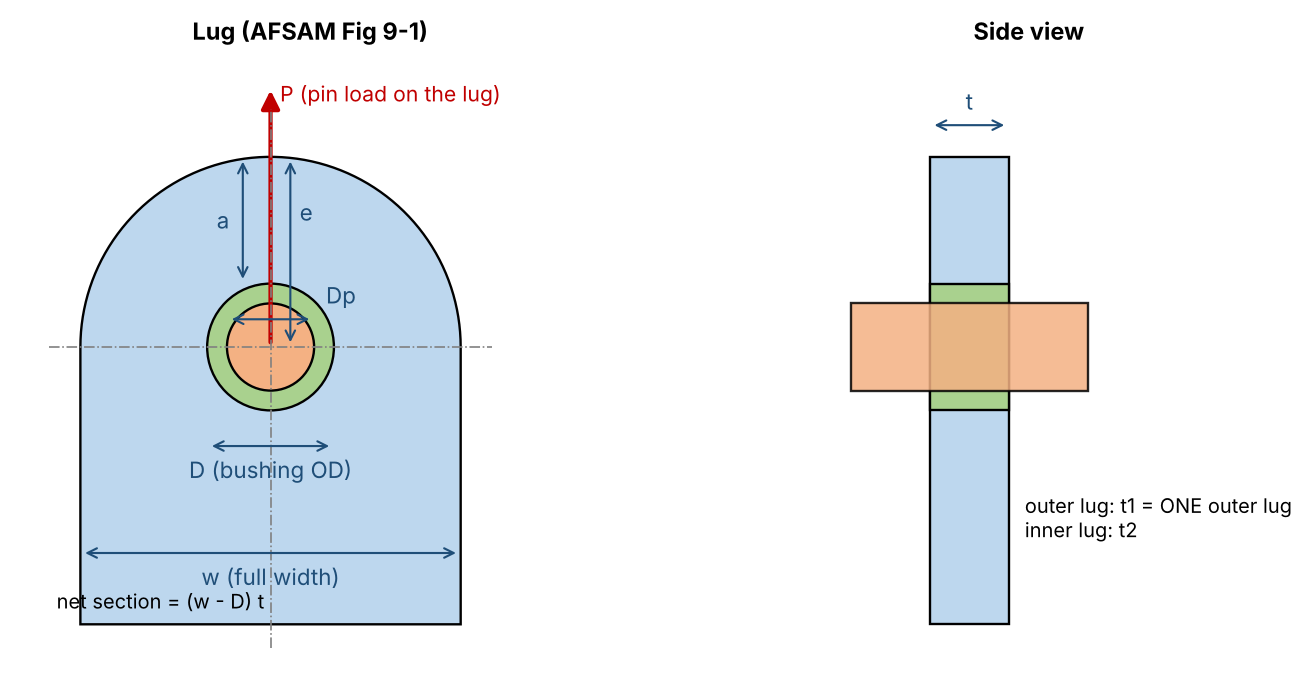 Lug (AFSAM Fig 9-1)
P (pin load on the lug)
a
e
Dp
D (bushing OD)
w (full width)
net section = (w - D) t
Side view
t
outer lug: t1 = ONE outer lug
inner lug: t2